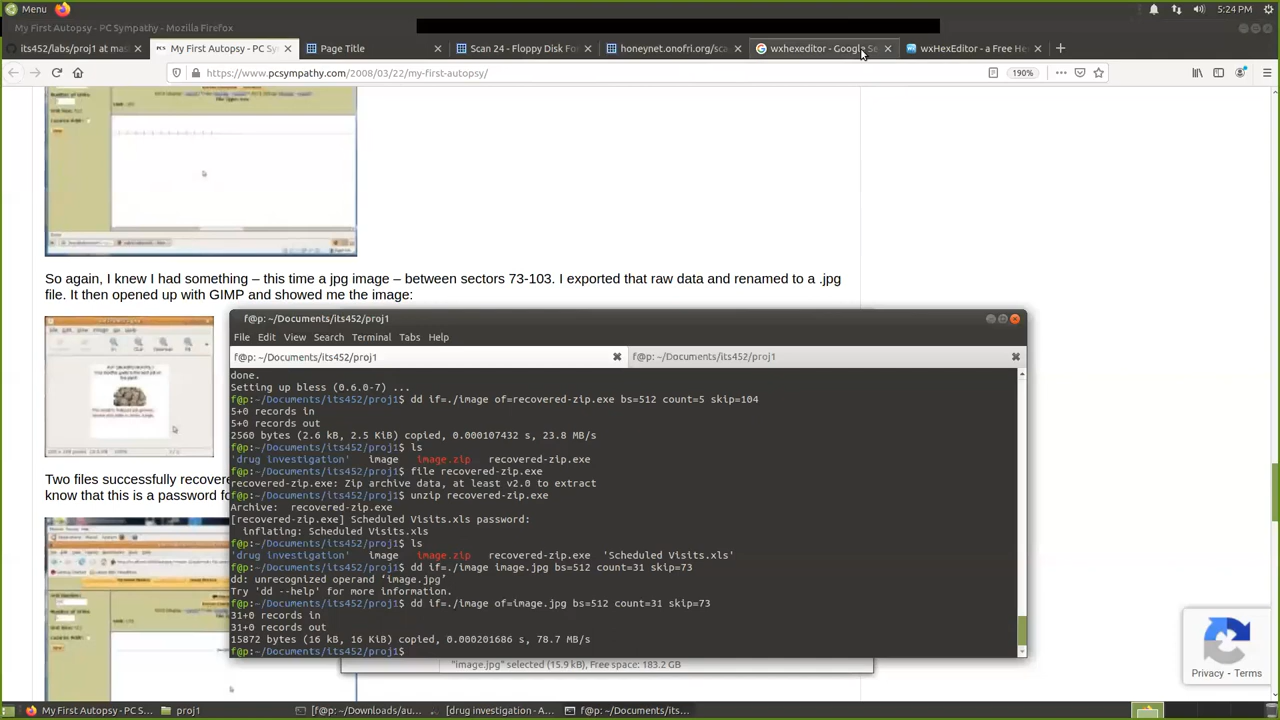 Menu
5:24 PM
My First Autopsy - PC Sympathy - Mozilla Firefox
its452/labs/proj1 at mas
My First Autopsy - PC Sy
Page Title
Scan 24 - Floppy Disk Fo
honeynet.onofri.org/sca
wxhexeditor - Google Se
wxHexEditor - a Free He
https://www.pcsympathy.com/2008/03/22/my-first-autopsy/
190%
So again, I knew I had something – this time a jpg image – between sectors 73-103. I exported that raw data and renamed to a .jpg
file. It then opened up with GIMP and showed me the image:
Two files successfully recovere
know that this is a password fo
f@p: ~/Documents/its452/proj1
File Edit View Search Terminal Tabs Help
f@p: ~/Documents/its452/proj1
f@p: ~/Documents/its452/proj1
done.
Setting up bless (0.6.0-7) ...
f@p:~/Documents/its452/proj1$ dd if=./image of=recovered-zip.exe bs=512 count=5 skip=104
5+0 records in
5+0 records out
2560 bytes (2.6 kB, 2.5 KiB) copied, 0.000107432 s, 23.8 MB/s
f@p:~/Documents/its452/proj1$ ls
'drug investigation' image image.zip recovered-zip.exe
f@p:~/Documents/its452/proj1$ file recovered-zip.exe
recovered-zip.exe: Zip archive data, at least v2.0 to extract
f@p:~/Documents/its452/proj1$ unzip recovered-zip.exe
Archive: recovered-zip.exe
[recovered-zip.exe] Scheduled Visits.xls password:
inflating: Scheduled Visits.xls
f@p:~/Documents/its452/proj1$ ls
'drug investigation' image image.zip recovered-zip.exe 'Scheduled Visits.xls'
f@p:~/Documents/its452/proj1$ dd if=./image image.jpg bs=512 count=31 skip=73
dd: unrecognized operand ‘image.jpg’
Try 'dd --help' for more information.
f@p:~/Documents/its452/proj1$ dd if=./image of=image.jpg bs=512 count=31 skip=73
31+0 records in
31+0 records out
15872 bytes (16 kB, 16 KiB) copied, 0.000201686 s, 78.7 MB/s
f@p:~/Documents/its452/proj1$
"image.jpg" selected (15.9 kB), Free space: 183.2 GB
Privacy - Terms
My First Autopsy - PC S...
proj1
[f@p: ~/Downloads/au...
[drug investigation - A...
f@p: ~/Documents/its...